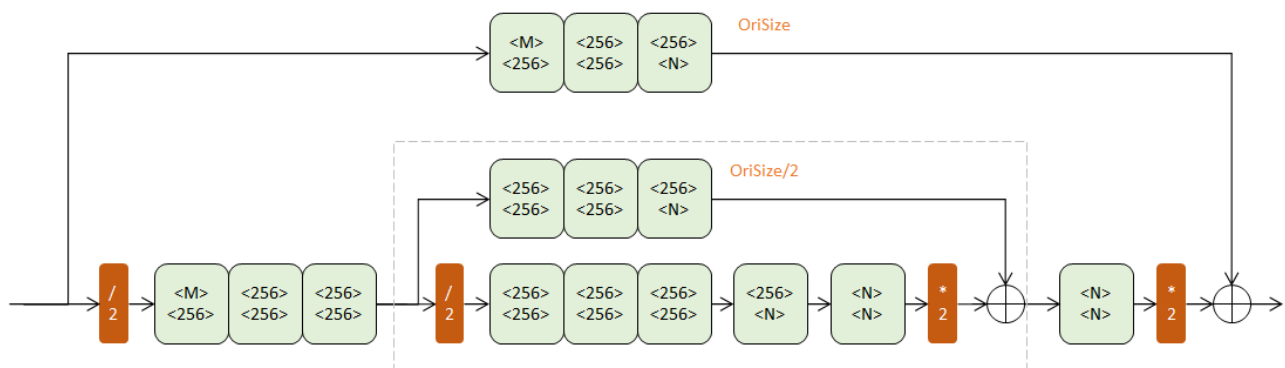 OriSize
<M> <256> <256>
<256> <256> <N>
OriSize/2
<256> <256> <256>
<256> <256> <N>
/ <M> <256> <256> / <256> <256> <256> <256> <N> * <N> *
2 <256> <256> <256> 2 <256> <256> <256> <N> <N> 2 <N> 2